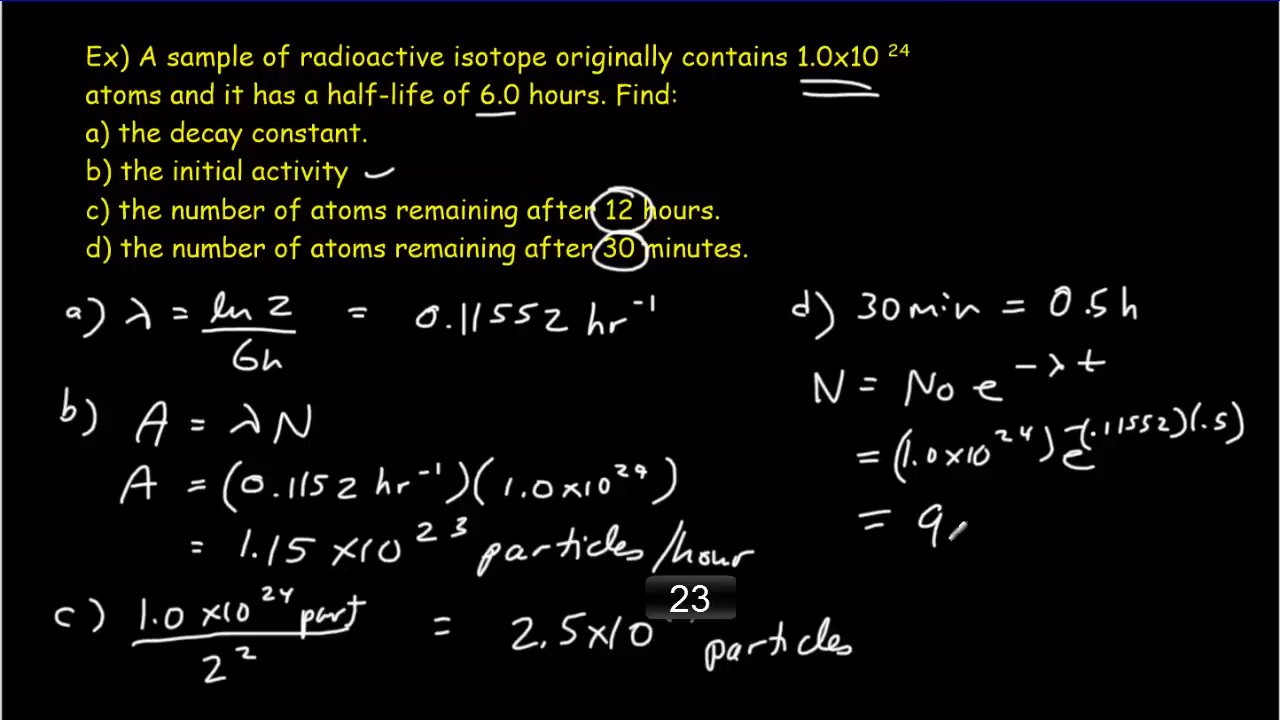 Ex) A sample of radioactive isotope originally contains 1.0x10 ²⁴
atoms and it has a half-life of 6.0 hours. Find:
a) the decay constant.
b) the initial activity
c) the number of atoms remaining after 12 hours.
d) the number of atoms remaining after 30 minutes.
a) λ = ln 2 / 6h = 0.11552 hr⁻¹
b) A = λN
A = (0.1152 hr⁻¹)(1.0×10²⁴)
= 1.15 ×10²³ particles/hour
c) 1.0 ×10²⁴ part / 2² = 2.5×10 particles
23
d) 30 min = 0.5h
N = No e^(-λt)
= (1.0×10²⁴) e^(-(.11552)(.5))
= 9.